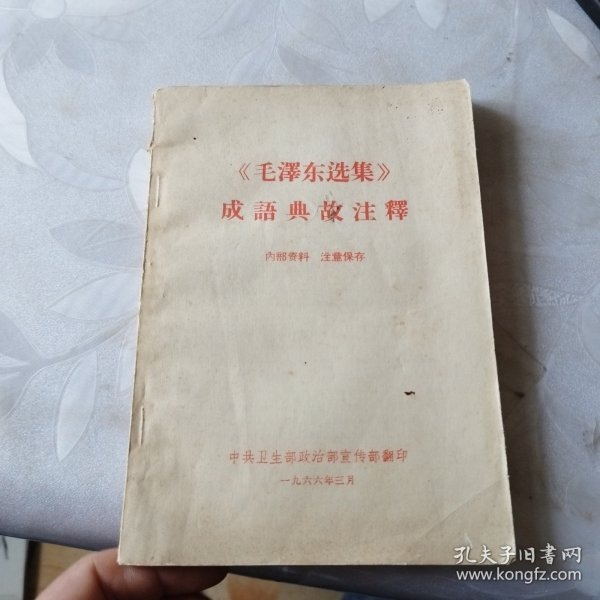 《毛澤东选集》
成語典故注釋
内部資料 注意保存
中共卫生部政治部宣传部翻印
一九六六年三月
孔夫子旧书网
www.kongfz.com